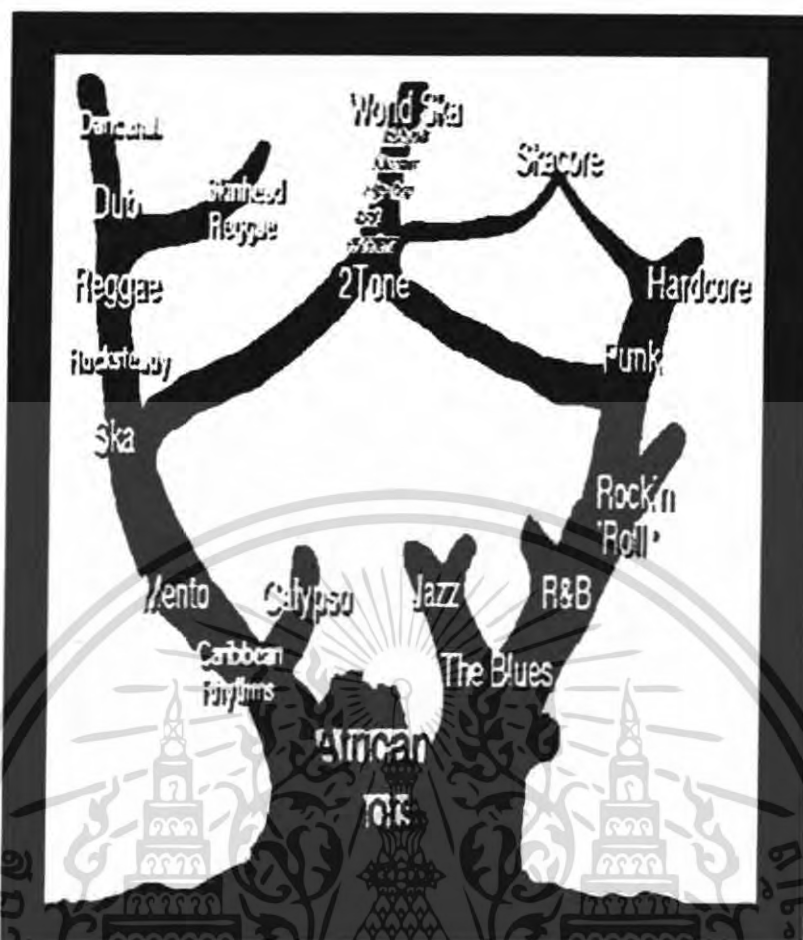 World Ska
Dancehall
Skacore
Skinhead
Reggae
Dub
Reggae
2Tone
Hardcore
Rocksteady
Punk
Ska
Rock'n
'Roll'
Mento
Calypso
Jazz
R&B
Caribbean
Rhythms
The Blues
African